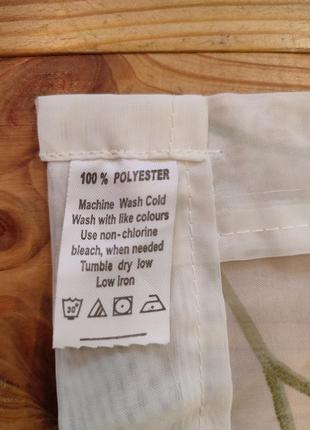 100 % POLYESTER
Machine Wash Cold
Wash with like colours
Use non-chlorine
bleach, when needed
Tumble dry low
Low iron
30°